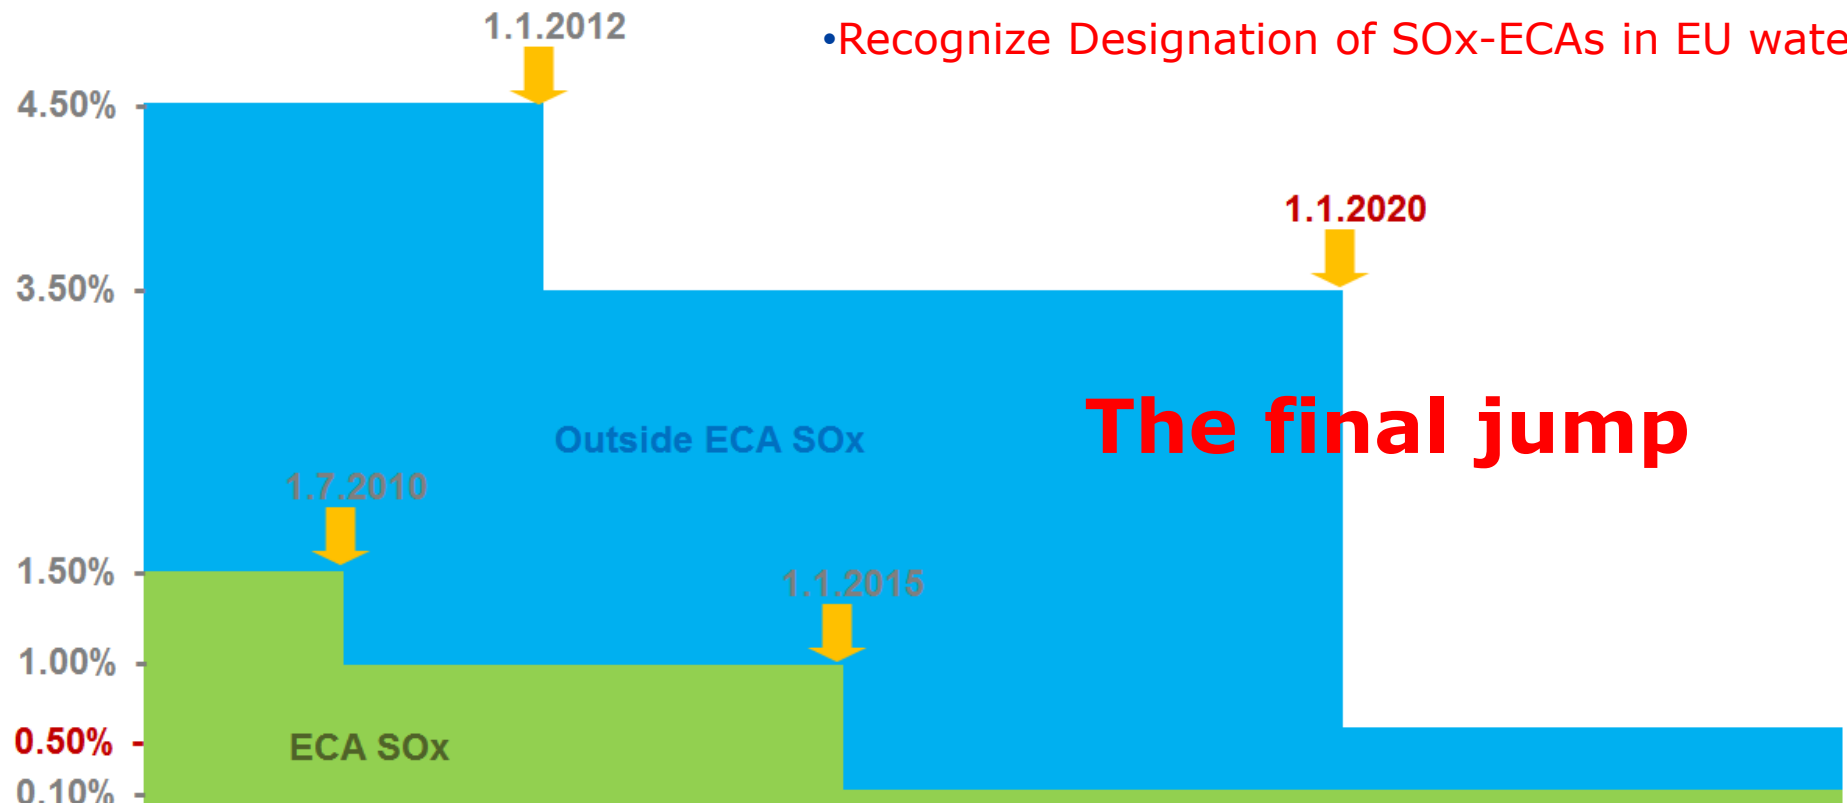 1.1.2012
•Recognize Designation of SOx-ECAs in EU
4.50%
1.1.2020
3.50%
The final jump
Outside ECA SOx
1.7.2010
1.50%
1.1.2015
1.00%
0.50%
ECA SOx
0.10%